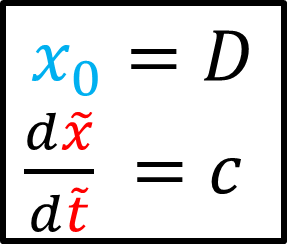 x₀ = D
dx̃/dt̃ = c